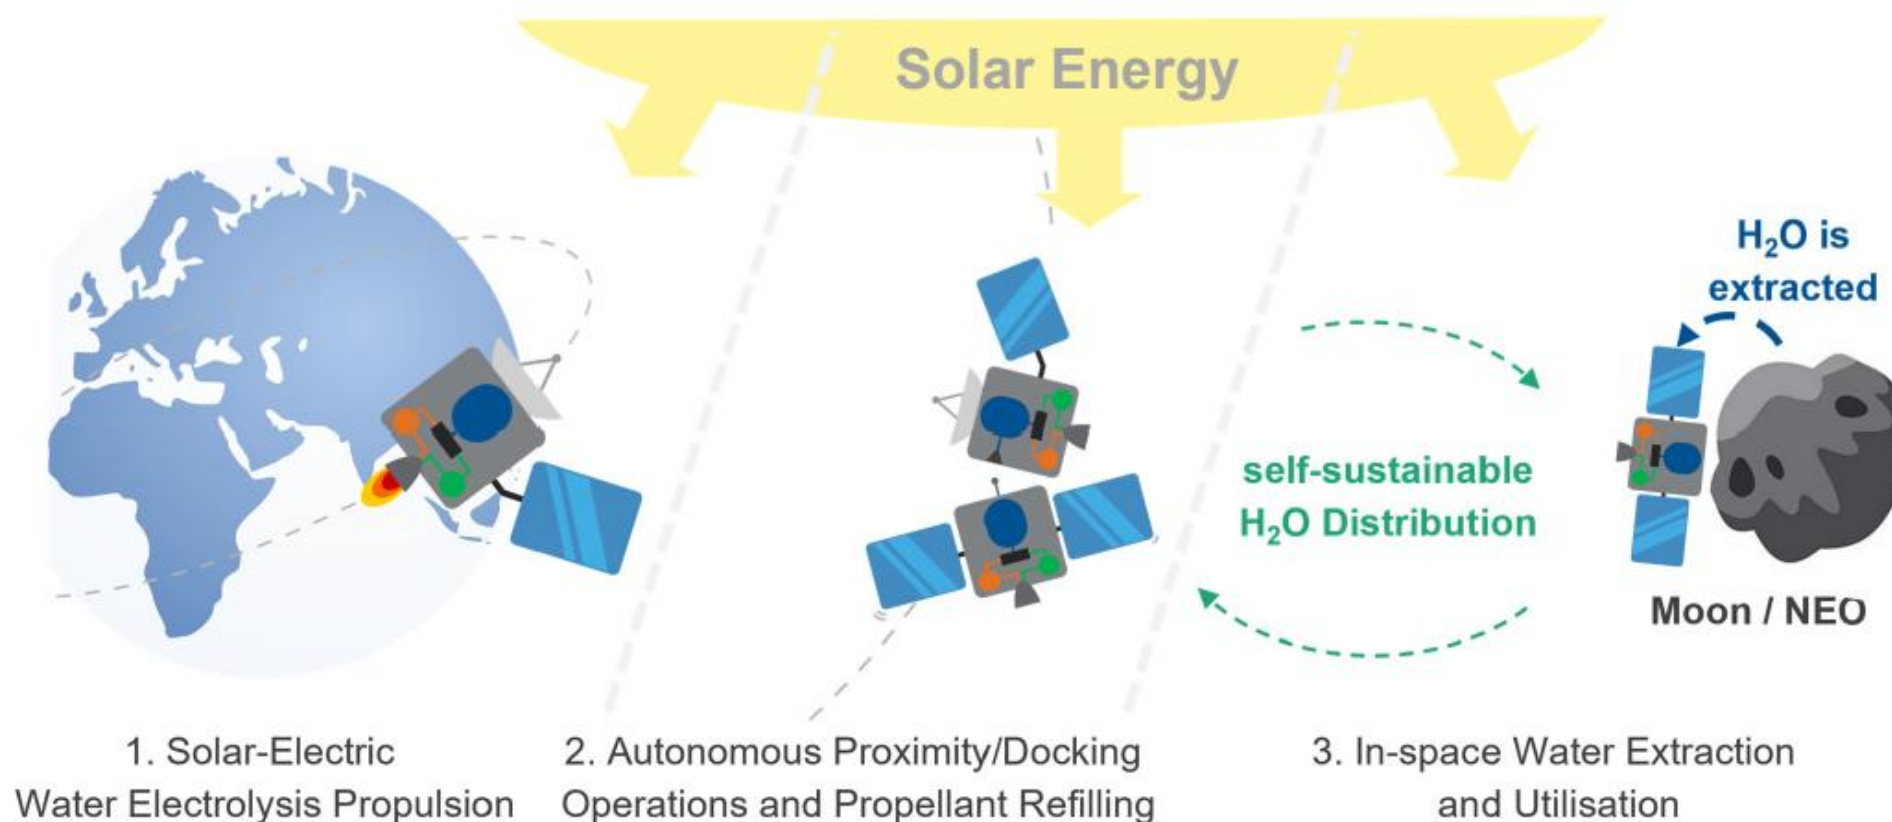 Solar Energy
H₂O is
extracted
self-sustainable
H₂O Distribution
Moon / NEO
1. Solar-Electric
Water Electrolysis Propulsion
2. Autonomous Proximity/Docking
Operations and Propellant Refilling
3. In-space Water Extraction
and Utilisation